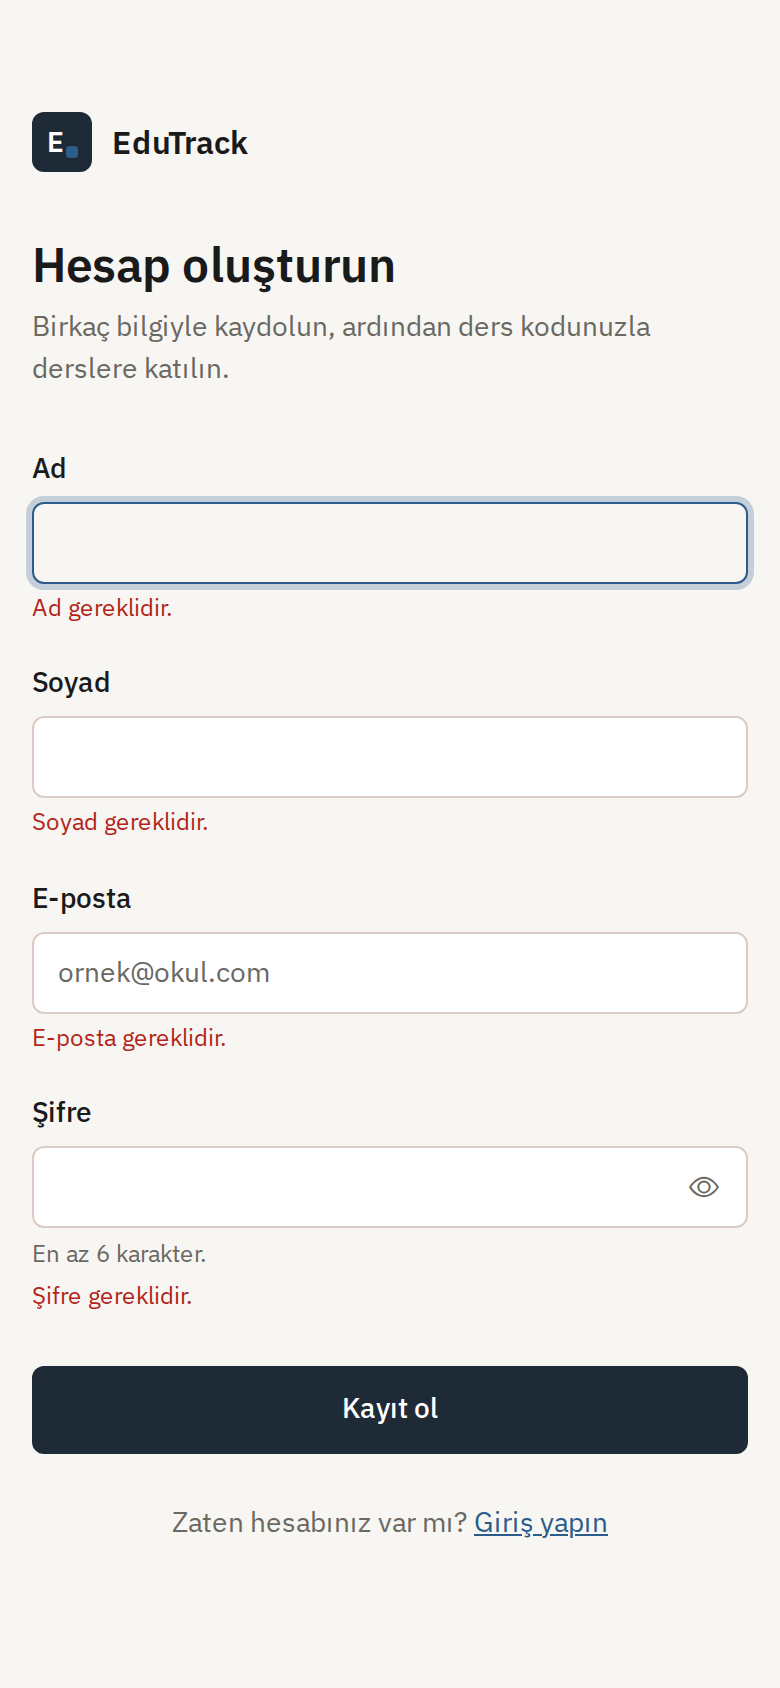 E
EduTrack
Hesap oluşturun
Birkaç bilgiyle kaydolun, ardından ders kodunuzla
derslere katılın.
Ad
Ad gereklidir.
Soyad
Soyad gereklidir.
E-posta
ornek@okul.com
E-posta gereklidir.
Şifre
En az 6 karakter.
Şifre gereklidir.
Kayıt ol
Zaten hesabınız var mı? Giriş yapın